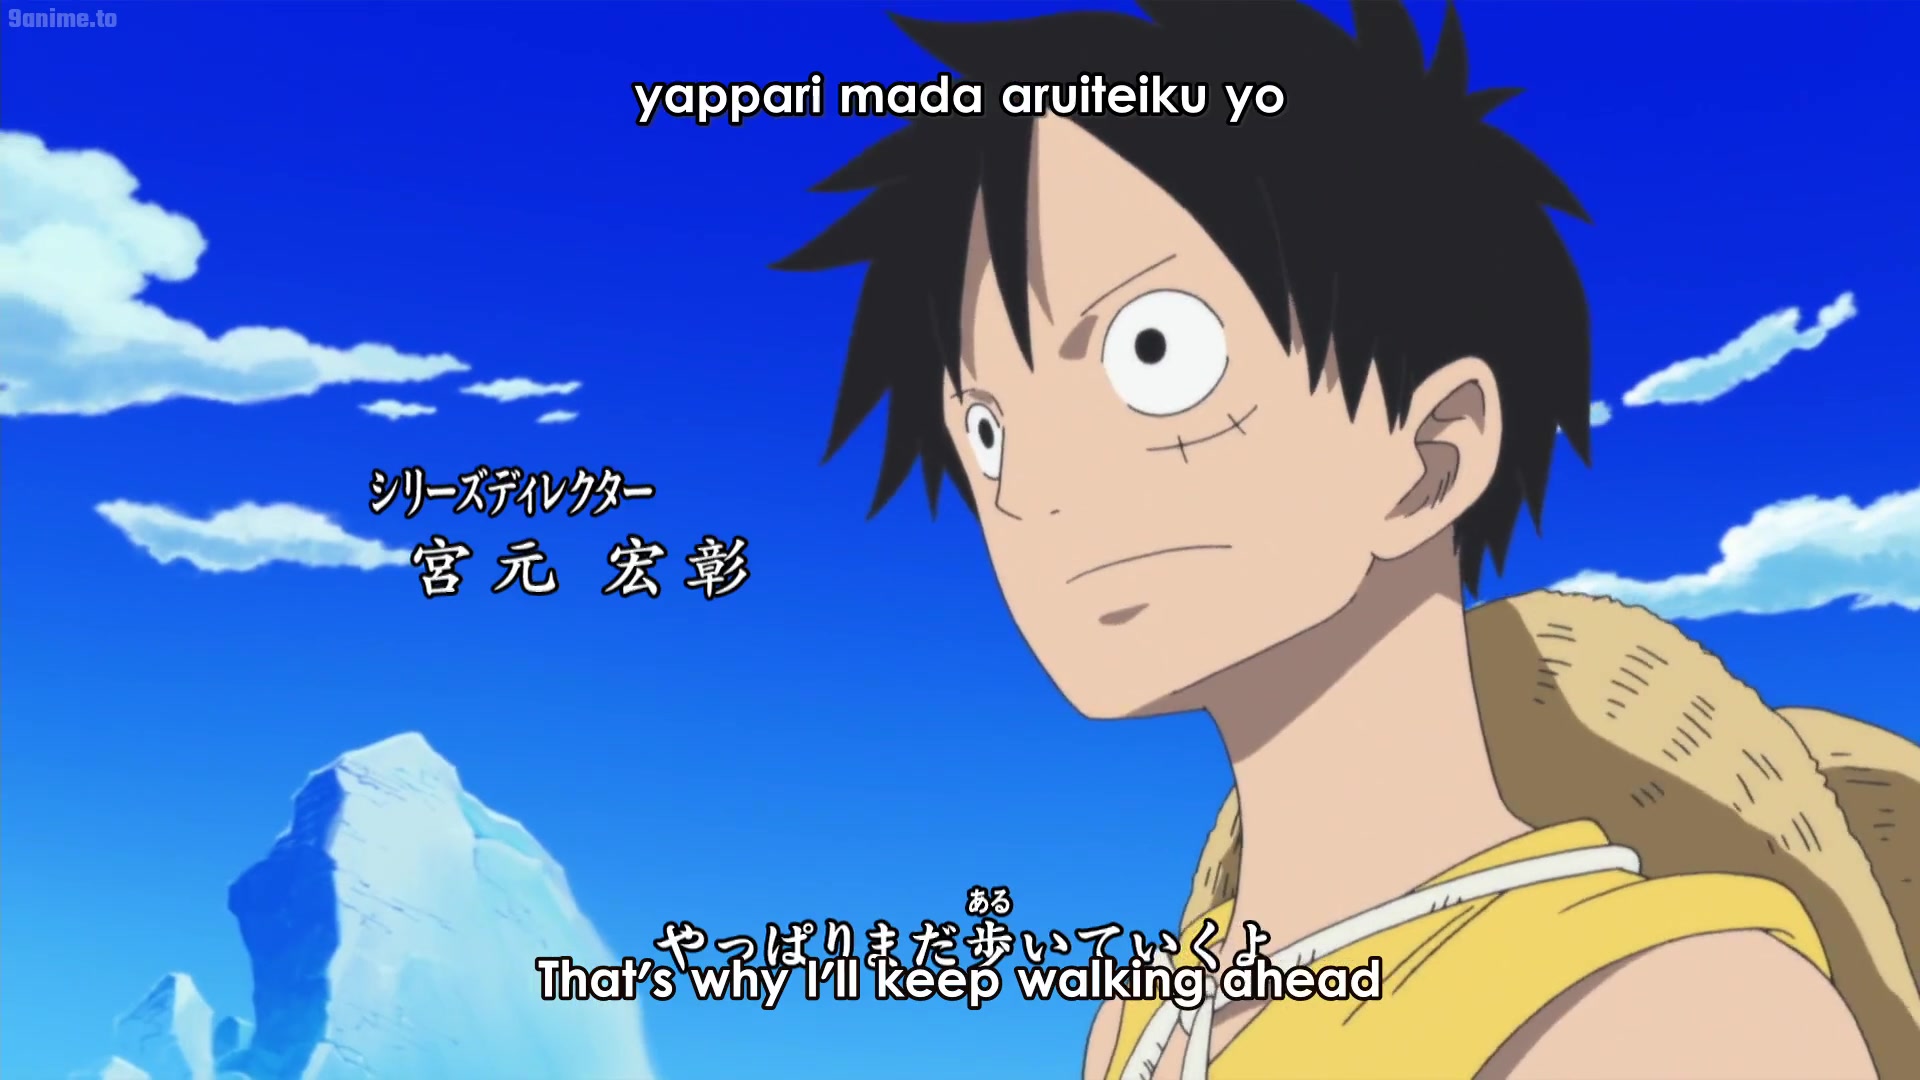 9anime.to
yappari mada aruiteiku yo
シリーズディレクター
宮元 宏彰
ある
やっぱりまだ歩いていくよ
That's why I'll keep walking ahead